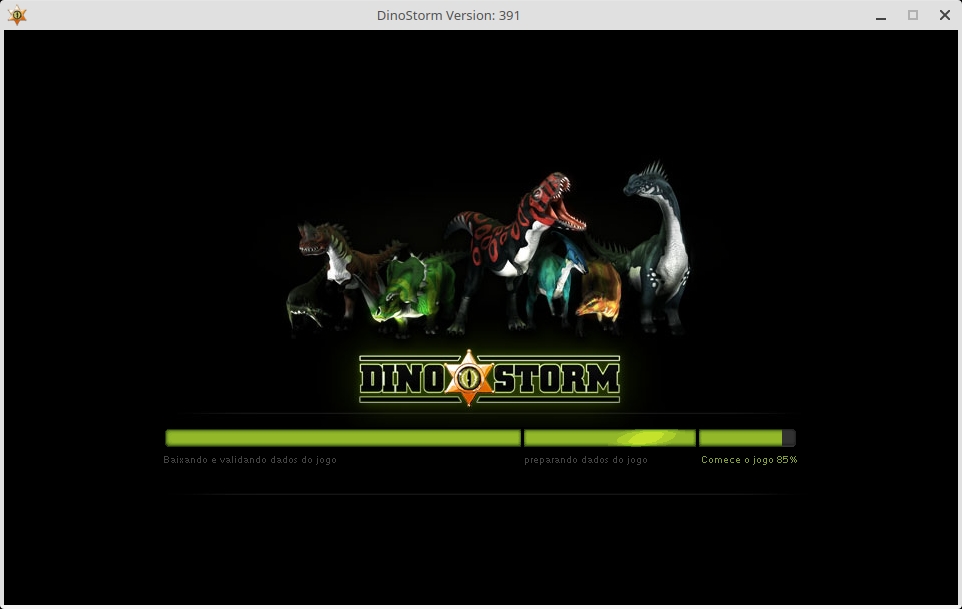 DinoStorm Version: 391
DINO STORM
Baixando e validando dados do jogo
preparando dados do jogo
Comece o jogo 85%